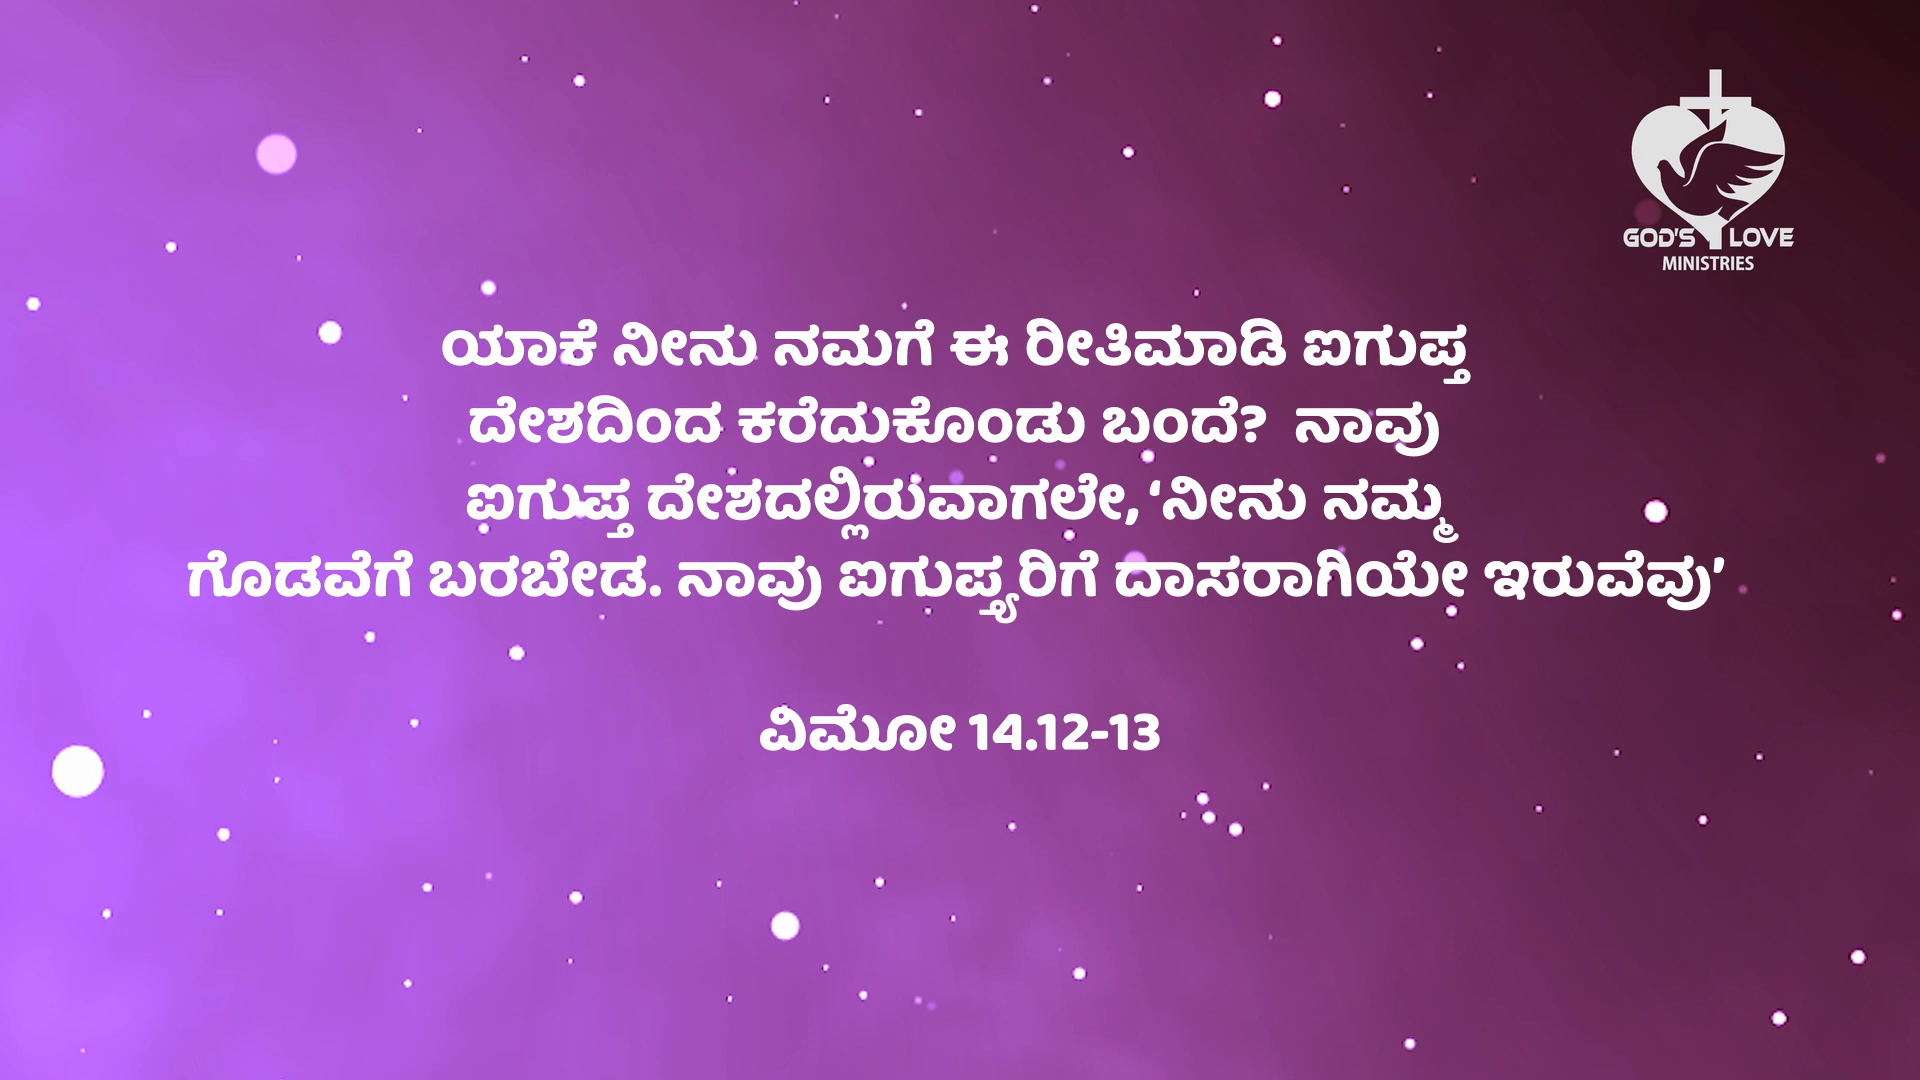 GOD'S LOVE
MINISTRIES
ಯಾಕೆ ನೀನು ನಮಗೆ ಈ ರೀತಿಮಾಡಿ ಐಗುಪ್ತ
ದೇಶದಿಂದ ಕರೆದುಕೊಂಡು ಬಂದೆ? ನಾವು
ಐಗುಪ್ತ ದೇಶದಲ್ಲಿರುವಾಗಲೇ, ‘ನೀನು ನಮ್ಮ
ಗೊಡವೆಗೆ ಬರಬೇಡ. ನಾವು ಐಗುಪ್ತ್ಯರಿಗೆ ದಾಸರಾಗಿಯೇ ಇರುವೆವು’
ವಿಮೋ 14.12-13